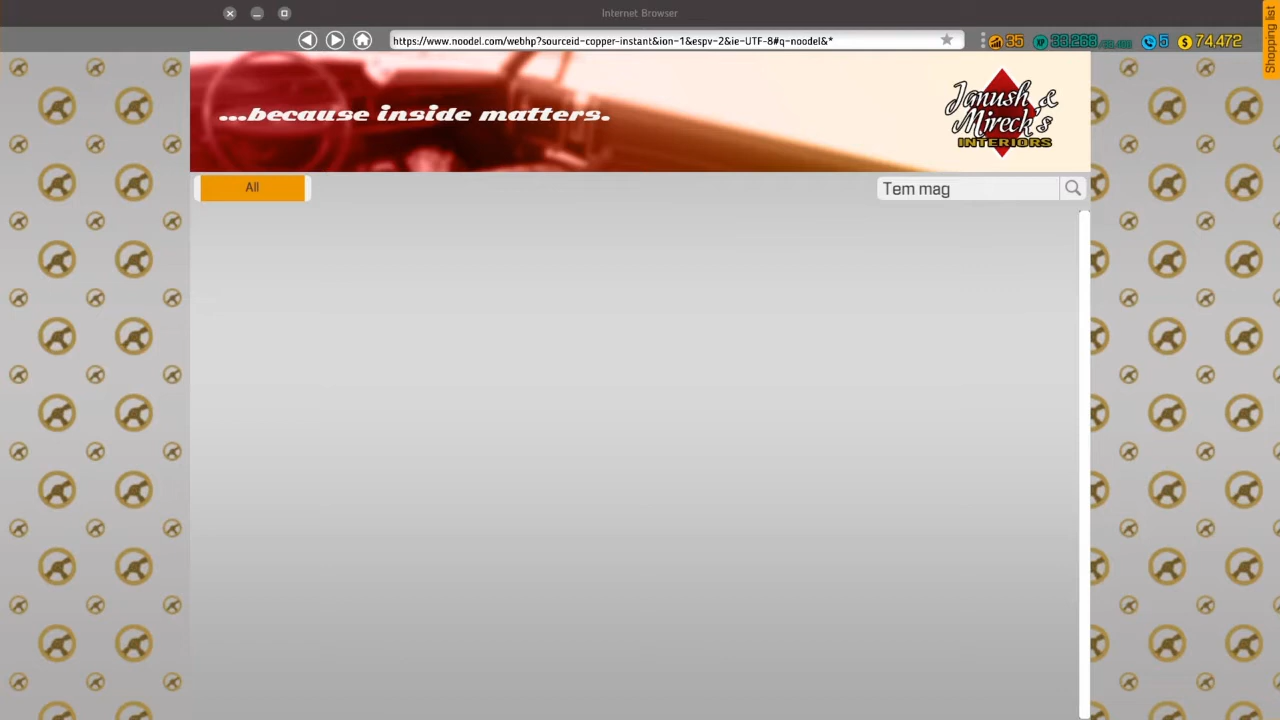 Internet Browser
https://www.noodel.com/webhp?sourceid-copper-instant&ion-1&espv-2&ie-UTF-8#q-noodel&*
35
5
74,472
Shopping list
...because inside matters.
Janush &
Mireck's
INTERIORS
All
Tem mag